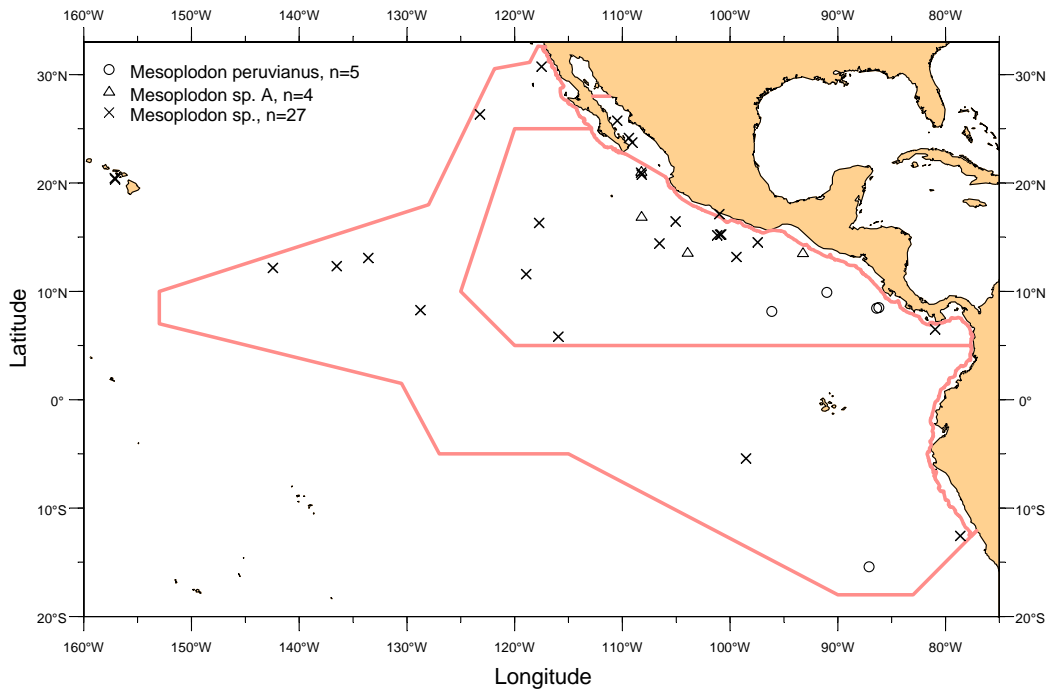 160°W 150°W 140°W 130°W 120°W 110°W 100°W 90°W 80°W
30°N 30°N
Mesoplodon peruvianus, n=5
Mesoplodon sp. A, n=4
Mesoplodon sp., n=27
20°N 20°N
10°N 10°N
Latitude
0° 0°
10°S 10°S
20°S 20°S
160°W 150°W 140°W 130°W 120°W 110°W 100°W 90°W 80°W
Longitude